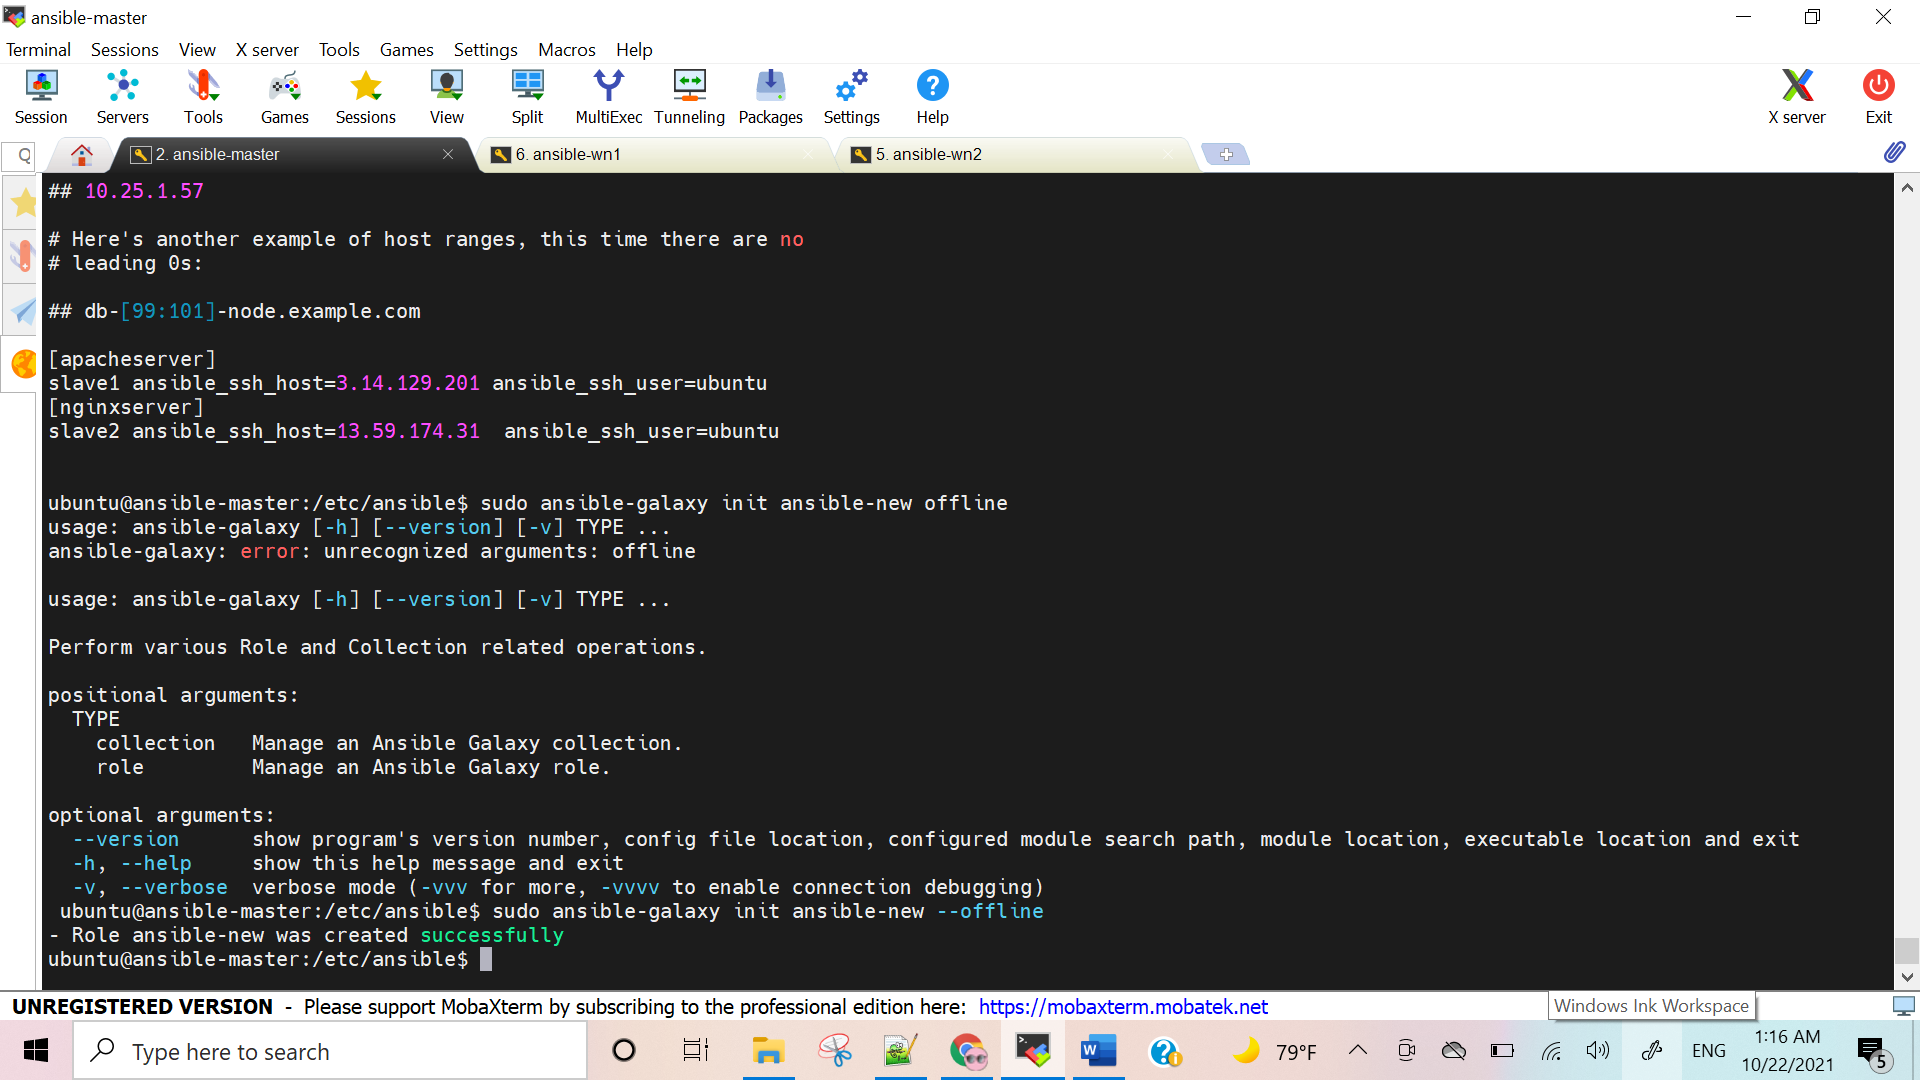 ansible-master
Terminal Sessions View X server Tools Games Settings Macros Help
Session Servers Tools Games Sessions View Split MultiExec Tunneling Packages Settings Help X server Exit
2. ansible-master 6. ansible-wn1 5. ansible-wn2
## 10.25.1.57
# Here's another example of host ranges, this time there are no
# leading 0s:
## db-[99:101]-node.example.com
[apacheserver]
slave1 ansible_ssh_host=3.14.129.201 ansible_ssh_user=ubuntu
[nginxserver]
slave2 ansible_ssh_host=13.59.174.31  ansible_ssh_user=ubuntu
ubuntu@ansible-master:/etc/ansible$ sudo ansible-galaxy init ansible-new offline
usage: ansible-galaxy [-h] [--version] [-v] TYPE ...
ansible-galaxy: error: unrecognized arguments: offline
usage: ansible-galaxy [-h] [--version] [-v] TYPE ...
Perform various Role and Collection related operations.
positional arguments:
  TYPE
    collection   Manage an Ansible Galaxy collection.
    role         Manage an Ansible Galaxy role.
optional arguments:
  --version      show program's version number, config file location, configured module search path, module location, executable location and exit
  -h, --help     show this help message and exit
  -v, --verbose  verbose mode (-vvv for more, -vvvv to enable connection debugging)
ubuntu@ansible-master:/etc/ansible$ sudo ansible-galaxy init ansible-new --offline
- Role ansible-new was created successfully
ubuntu@ansible-master:/etc/ansible$
UNREGISTERED VERSION - Please support MobaXterm by subscribing to the professional edition here: https://mobaxterm.mobatek.net
Windows Ink Workspace
Type here to search
79°F
ENG
1:16 AM
10/22/2021
5